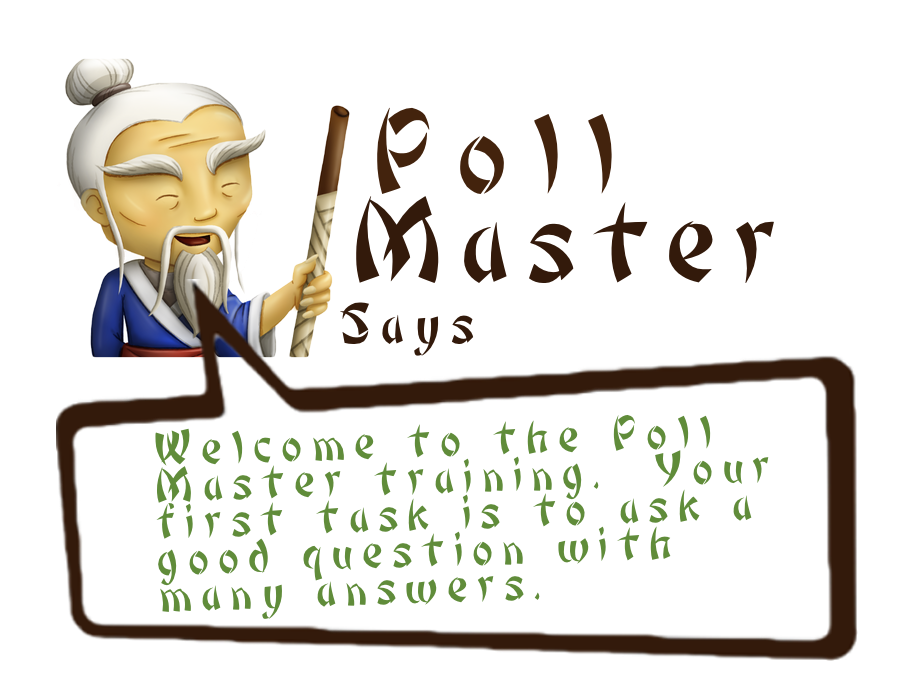 Poll
Master
Says
Welcome to the Poll
Master training. Your
first task is to ask a
good question with
many answers.